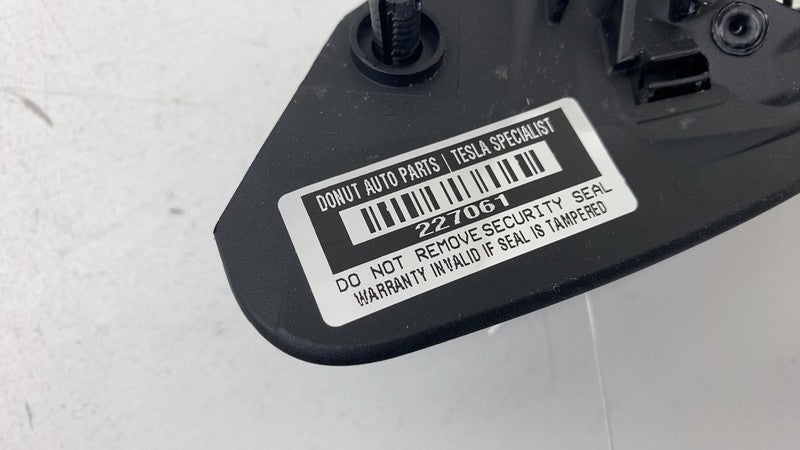 DONUT AUTO PARTS | TESLA SPECIALIST
227061
DO NOT REMOVE SECURITY SEAL
WARRANTY INVALID IF SEAL IS TAMPERED